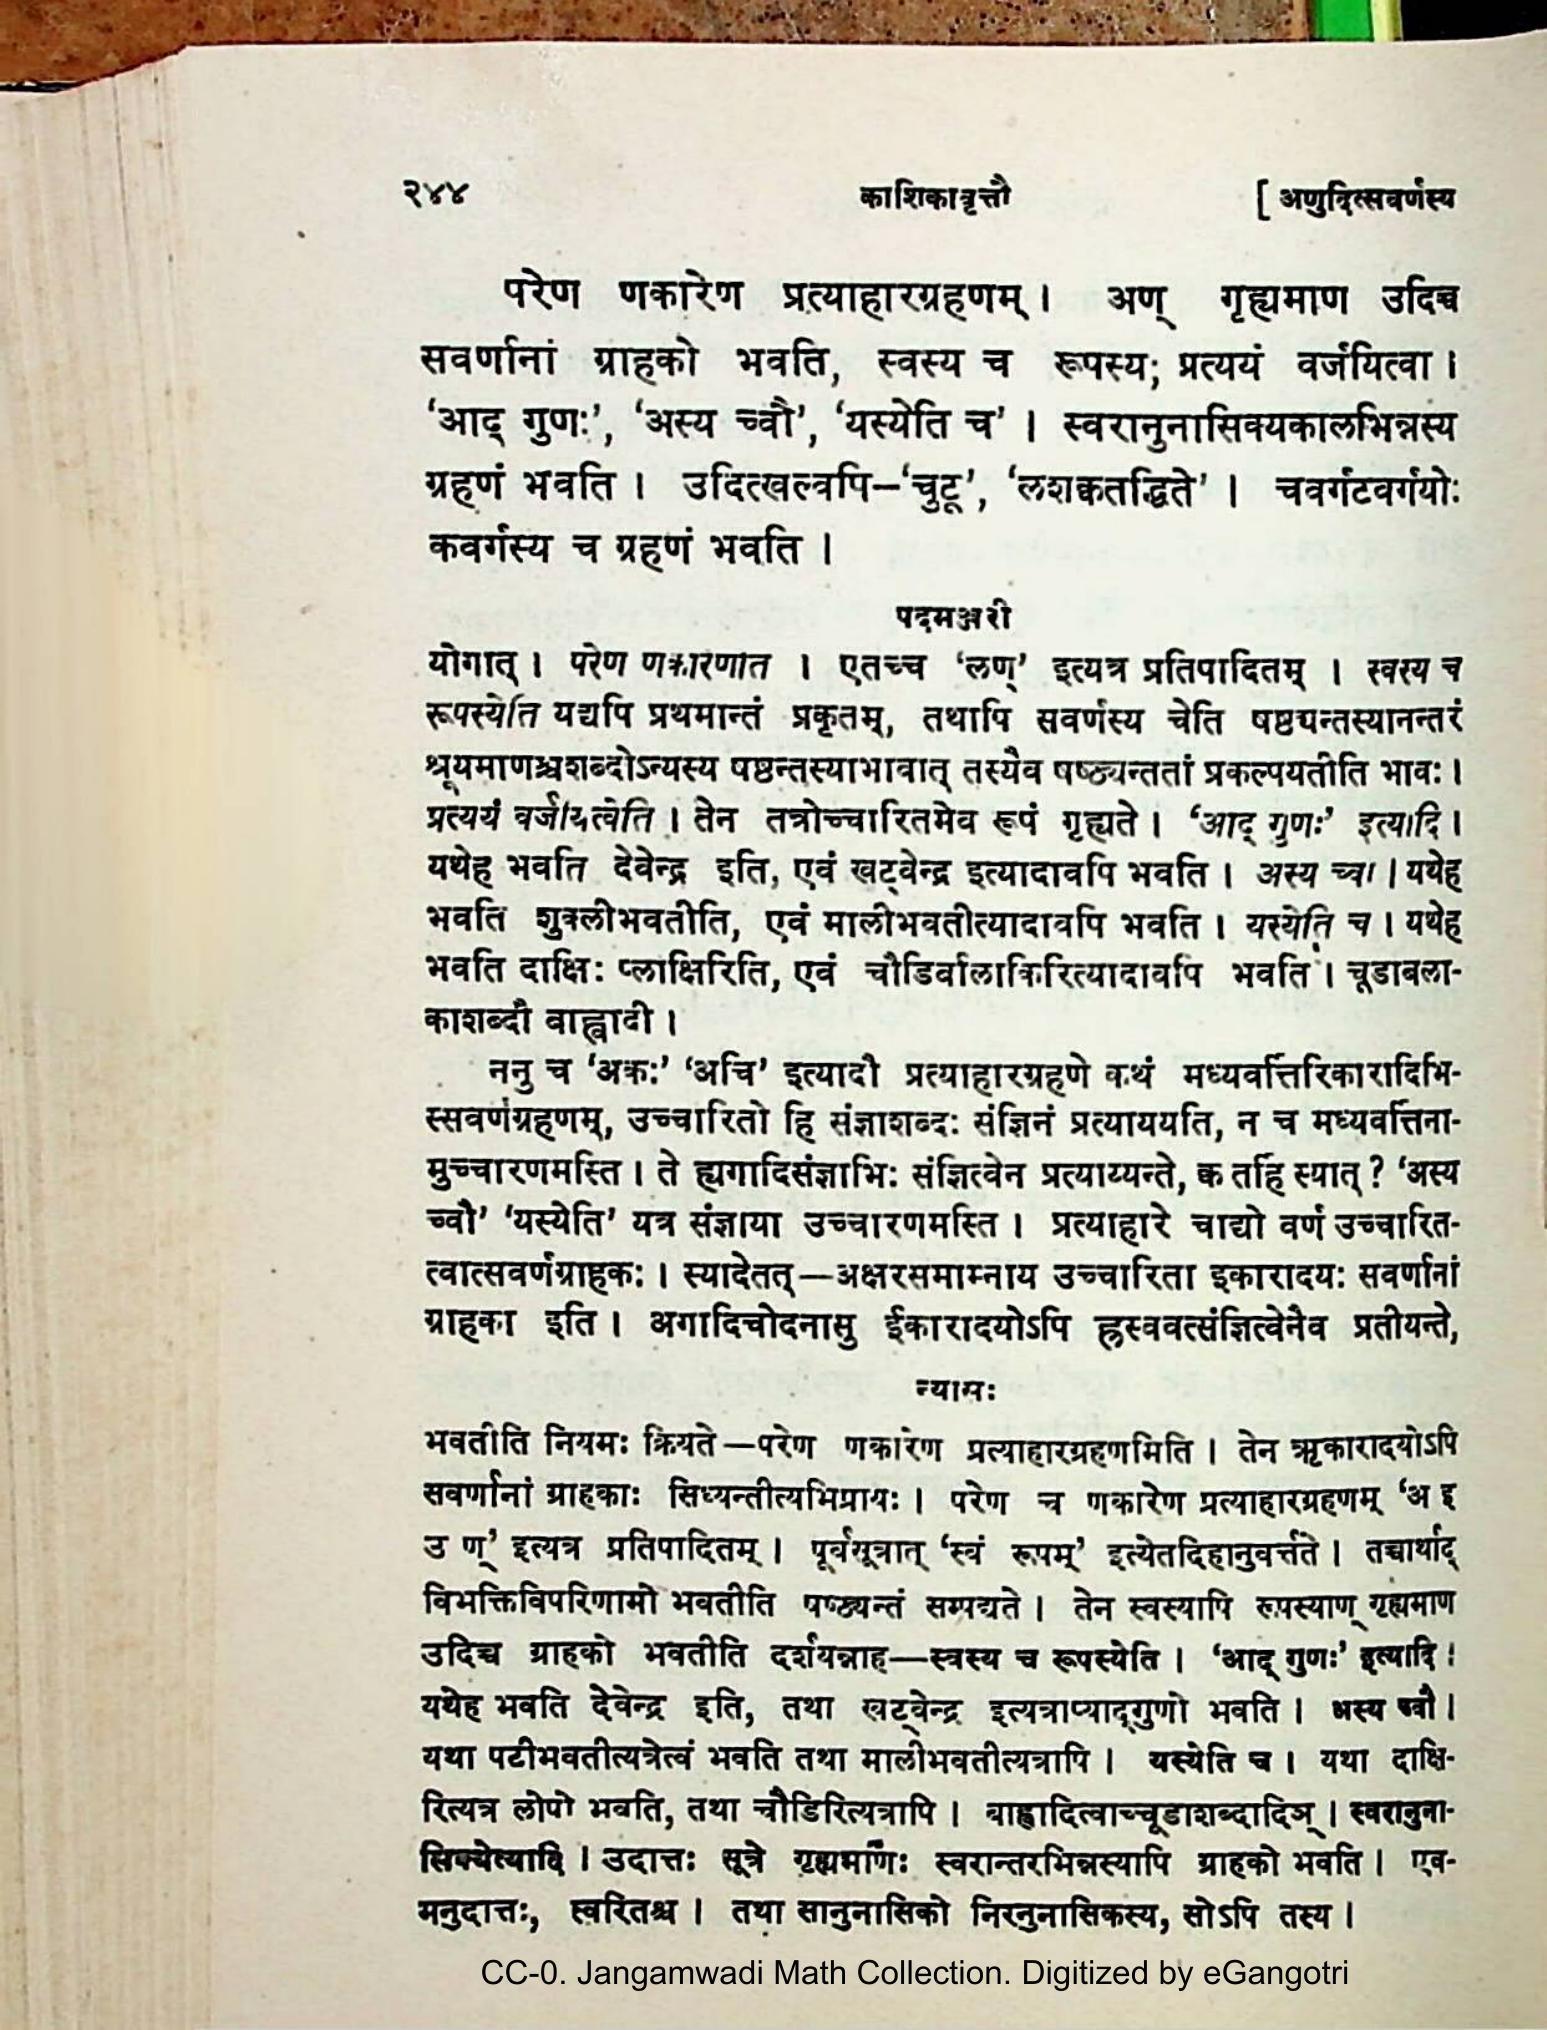 २४४ काशिकावृत्तौ [ अणुदित्सवर्णस्य
परेण णकारेण प्रत्याहारग्रहणम् । अण् गृह्यमाण उदिच्च
सवर्णानां ग्राहको भवति, स्वस्य च रूपस्य; प्रत्ययं वर्जयित्वा ।
‘आद् गुणः’, ‘अस्य च्वौ’, ‘यस्येति च’ । स्वरानुनासिक्यकालभिन्नस्य
ग्रहणं भवति । उदित्खल्वपि—‘चुटू’, ‘लशक्वतद्धिते’ । चवर्गटवर्गयोः
कवर्गस्य च ग्रहणं भवति ।
पदमञ्जरी
योगात् । परेण णकारेणेति । एतच्च ‘लण्’ इत्यत्र प्रतिपादितम् । स्वस्य च
रूपस्येति यद्यपि प्रथमान्तं प्रकृतम्, तथापि सवर्णस्य चेति षष्ठ्यन्तस्यानन्तरं
श्रूयमाणश्चशब्दोऽन्यस्य षष्ठन्तस्याभावात् तस्यैव षष्ठ्यन्ततां प्रकल्पयतीति भावः ।
प्रत्ययं वर्जयित्वेति । तेन तत्रोच्चारितमेव रूपं गृह्यते । ‘आद् गुणः’ इत्यादि ।
यथेह भवति देवेन्द्र इति, एवं खट्वेन्द्र इत्यादावपि भवति । अस्य च्वौ । यथेह
भवति शुक्लीभवतीति, एवं मालीभवतीत्यादावपि भवति । यस्येति च । यथेह
भवति दाक्षिः प्लाक्षिरिति, एवं चौडिर्वालाकिरित्यादावपि भवति । चूडाबला-
काशब्दौ बाह्वादी ।
ननु च ‘अकः’ ‘अचि’ इत्यादौ प्रत्याहारग्रहणे कथं मध्यवर्त्तिरिकारादिभि-
स्सवर्णग्रहणम्, उच्चारितो हि संज्ञाशब्दः संज्ञिनं प्रत्याययति, न च मध्यवर्त्तिना-
मुच्चारणमस्ति । ते ह्यगादिसंज्ञाभिः संज्ञित्वेन प्रत्याय्यन्ते, क्व तर्हि स्यात् ? ‘अस्य
च्वौ’ ‘यस्येति’ यत्र संज्ञाया उच्चारणमस्ति । प्रत्याहारे चाद्यो वर्ण उच्चारित-
त्वात्सवर्णग्राहकः । स्यादेतत्—अक्षरसमाम्नाय उच्चारिता इकारादयः सवर्णानां
ग्राहका इति । अगादिचोदनासु ईकारादयोऽपि ह्रस्ववत्संज्ञित्वेनैव प्रतीयन्ते,
न्यासः
भवतीति नियमः क्रियते—परेण णकारेण प्रत्याहारग्रहणमिति । तेन ऋकारादयोऽपि
सवर्णानां ग्राहकाः सिध्यन्तीत्यभिप्रायः । परेण च णकारेण प्रत्याहारग्रहणम् ‘अ इ
उ ण्’ इत्यत्र प्रतिपादितम् । पूर्वसूत्रात् ‘स्वं रूपम्’ इत्येतदिहानुवर्त्तते । तच्चार्थाद्
विभक्तिविपरिणामो भवतीति षष्ठ्यन्तं सम्पद्यते । तेन स्वस्यापि रूपस्याण् गृह्यमाण
उदिच्च ग्राहको भवतीति दर्शयन्नाह—स्वस्य च रूपस्येति । ‘आद् गुणः’ इत्यादि ।
यथेह भवति देवेन्द्र इति, तथा खट्वेन्द्र इत्यत्राप्याद्गुणो भवति । अस्य च्वौ ।
यथा पटीभवतीत्यत्रेत्वं भवति तथा मालीभवतीत्यत्रापि । यस्येति च । यथा दाक्षि-
रित्यत्र लोपो भवति, तथा चौडिरित्यत्रापि । बाह्वादित्वाच्चूडाशब्दादिञ् । स्वरानुना-
सिक्येत्यादि । उदात्तः सूत्रे गृह्यमाणः स्वरान्तरभिन्नस्यापि ग्राहको भवति । एव-
मनुदात्तः, स्वरितश्च । तथा सानुनासिको निरनुनासिकस्य, सोऽपि तस्य ।
CC-0. Jangamwadi Math Collection. Digitized by eGangotri